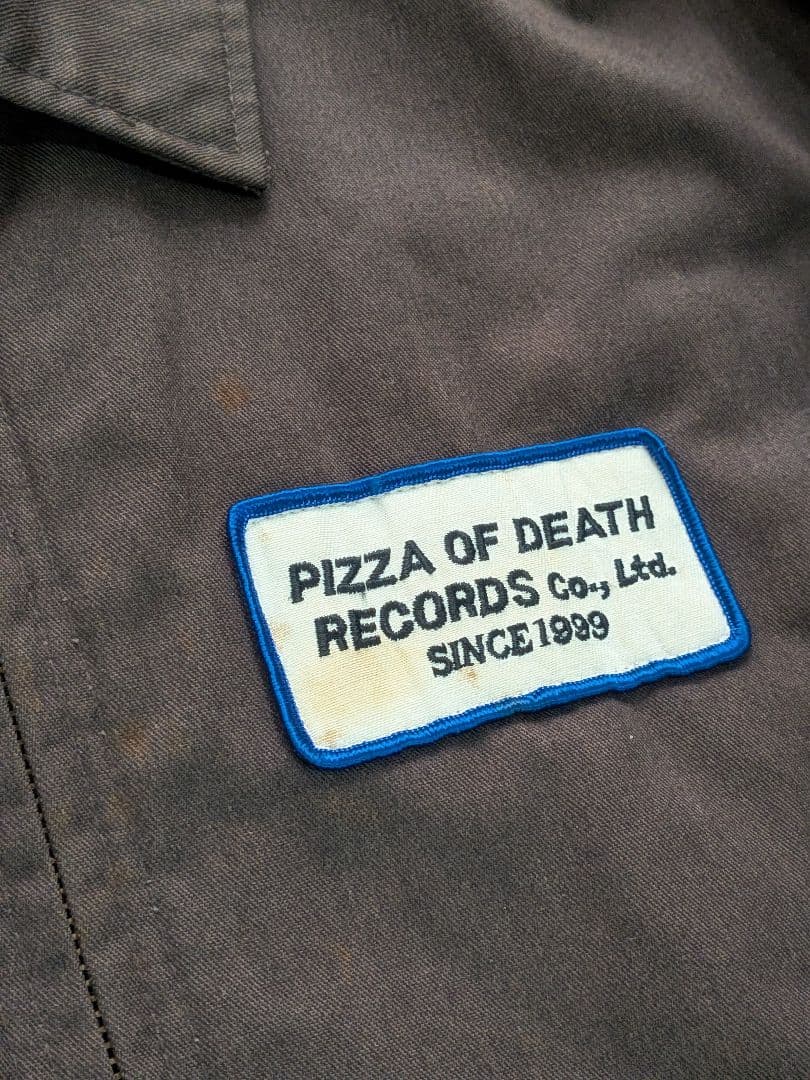 PIZZA OF DEATH
RECORDS Co., Ltd.
SINCE 1999